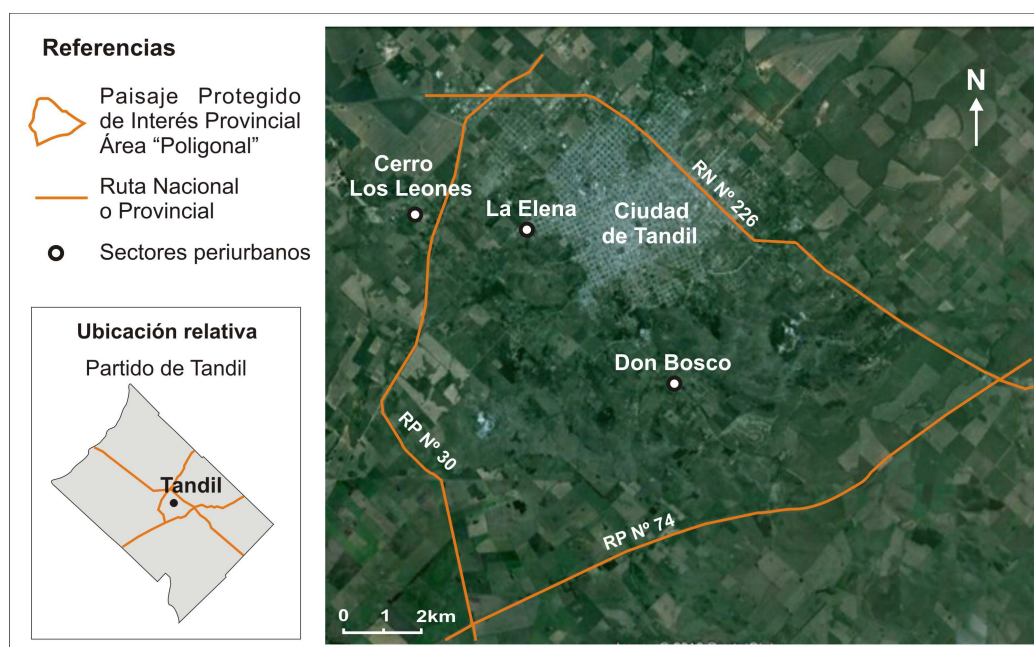 Referencias
Paisaje Protegido
de Interés Provincial
Área “Poligonal”
Ruta Nacional
o Provincial
Sectores periurbanos
Ubicación relativa
Partido de Tandil
Tandil
N
Cerro
Los Leones
La Elena
Ciudad
de Tandil
RN Nº 226
Don Bosco
RP Nº 30
RP Nº 74
0 1 2km